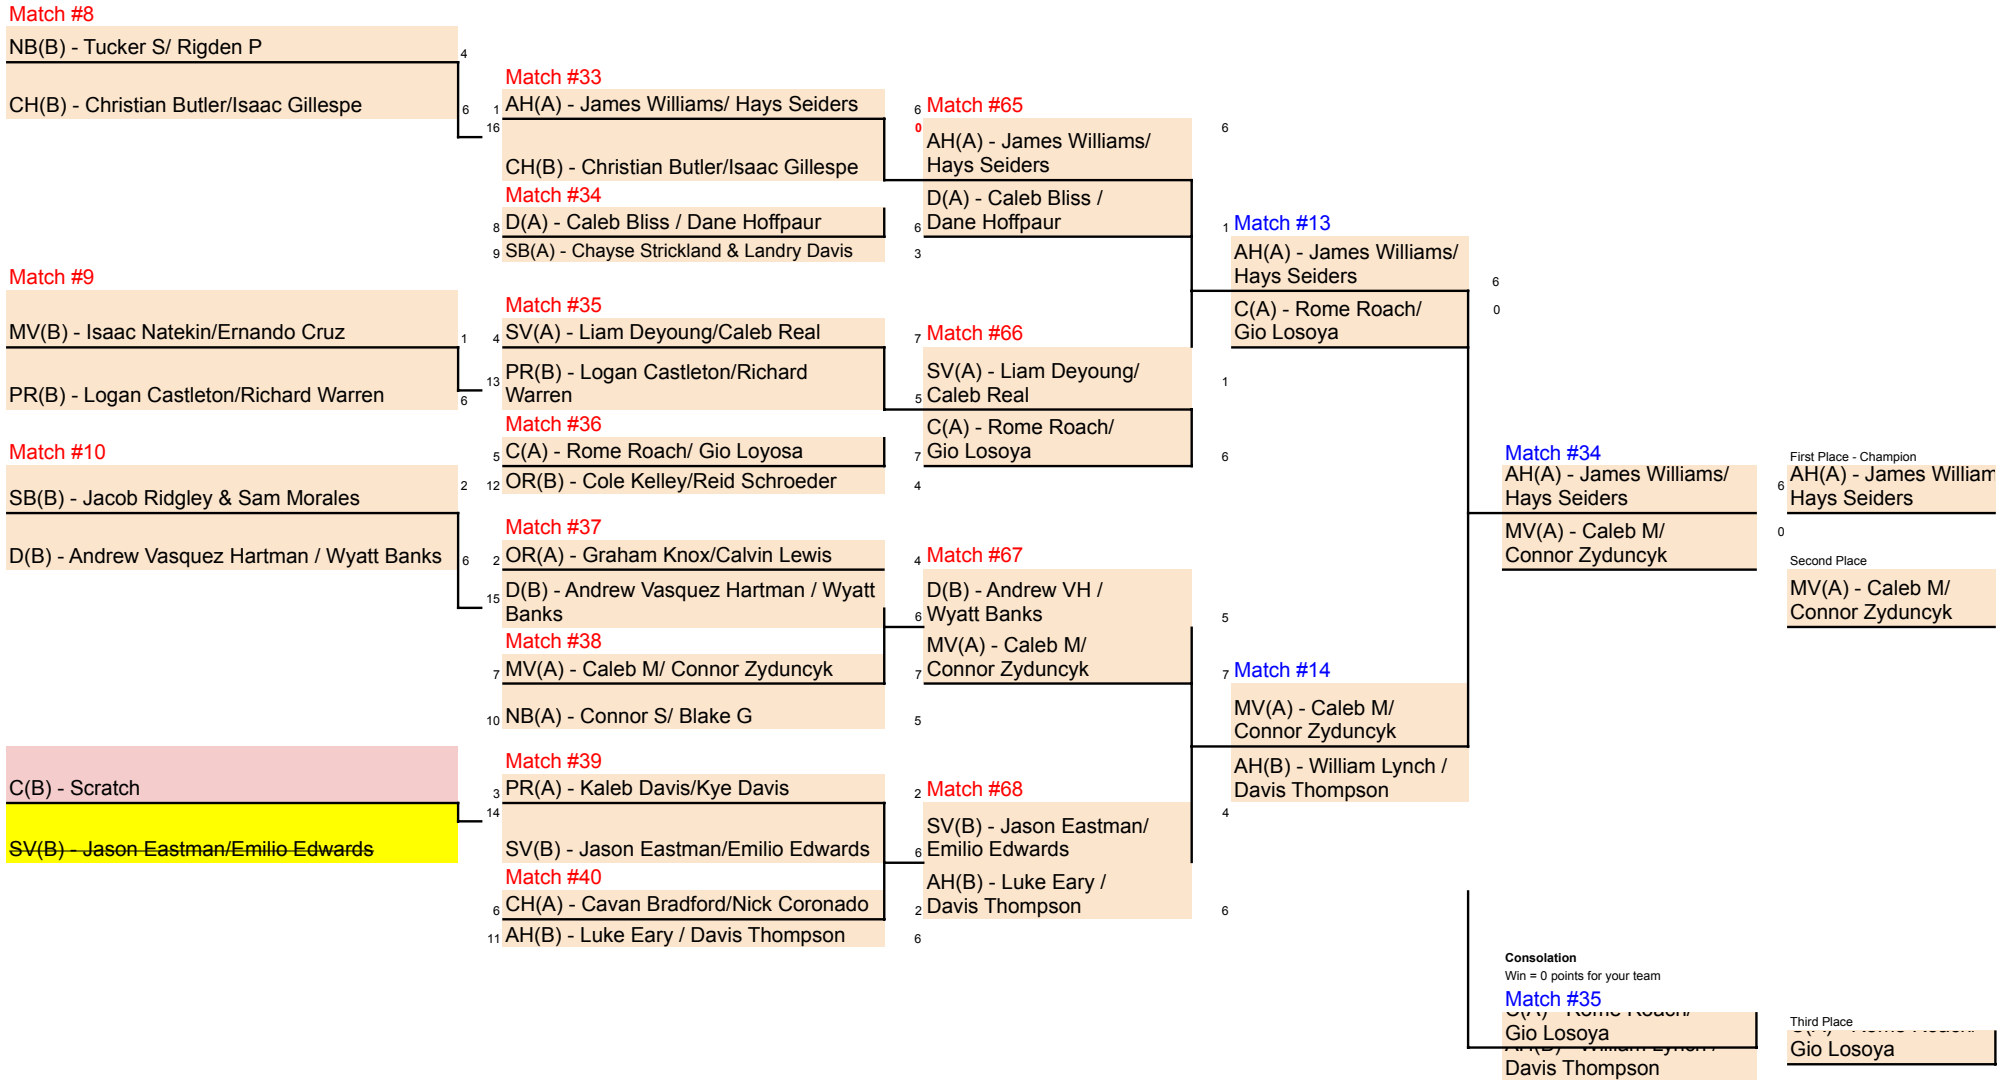 Match #8
NB(B) - Tucker S/ Rigden P
4
CH(B) - Christian Butler/Isaac Gillespe
6
Match #9
MV(B) - Isaac Natekin/Ernando Cruz
1
PR(B) - Logan Castleton/Richard Warren
6
Match #10
SB(B) - Jacob Ridgley & Sam Morales
2
D(B) - Andrew Vasquez Hartman / Wyatt Banks
6
C(B) - Scratch
SV(B) - Jason Eastman/Emilio Edwards
Match #33
1 AH(A) - James Williams/ Hays Seiders 6
16 0
CH(B) - Christian Butler/Isaac Gillespe
Match #34
8 D(A) - Caleb Bliss / Dane Hoffpaur 6
9 SB(A) - Chayse Strickland & Landry Davis 3
Match #35
4 SV(A) - Liam Deyoung/Caleb Real 7
13 PR(B) - Logan Castleton/Richard
Warren 5
Match #36
5 C(A) - Rome Roach/ Gio Loyosa 7
12 OR(B) - Cole Kelley/Reid Schroeder 4
Match #37
2 OR(A) - Graham Knox/Calvin Lewis 4
15 D(B) - Andrew Vasquez Hartman / Wyatt
Banks 6
Match #38
7 MV(A) - Caleb M/ Connor Zyduncyk 7
10 NB(A) - Connor S/ Blake G 5
Match #39
3 PR(A) - Kaleb Davis/Kye Davis 2
14
SV(B) - Jason Eastman/Emilio Edwards 6
Match #40
6 CH(A) - Cavan Bradford/Nick Coronado 2
11 AH(B) - Luke Eary / Davis Thompson 6
Match #65
AH(A) - James Williams/ 6
Hays Seiders
D(A) - Caleb Bliss /
Dane Hoffpaur 1
Match #66
SV(A) - Liam Deyoung/ 1
Caleb Real
C(A) - Rome Roach/
Gio Losoya 6
Match #67
D(B) - Andrew VH /
Wyatt Banks 5
MV(A) - Caleb M/
Connor Zyduncyk 7
Match #68
4
SV(B) - Jason Eastman/
Emilio Edwards
AH(B) - Luke Eary /
Davis Thompson 6
Match #13
AH(A) - James Williams/
Hays Seiders 6
C(A) - Rome Roach/ 0
Gio Losoya
Match #14
MV(A) - Caleb M/
Connor Zyduncyk
AH(B) - William Lynch /
Davis Thompson
Match #34
AH(A) - James Williams/ 6
Hays Seiders
MV(A) - Caleb M/ 0
Connor Zyduncyk
First Place - Champion
AH(A) - James William
Hays Seiders
Second Place
MV(A) - Caleb M/
Connor Zyduncyk
Consolation
Win = 0 points for your team
Match #35
C(A) - Rome Roach/
Gio Losoya
AH(B) - William Lynch /
Davis Thompson
Third Place
C(A) - Rome Roach/
Gio Losoya